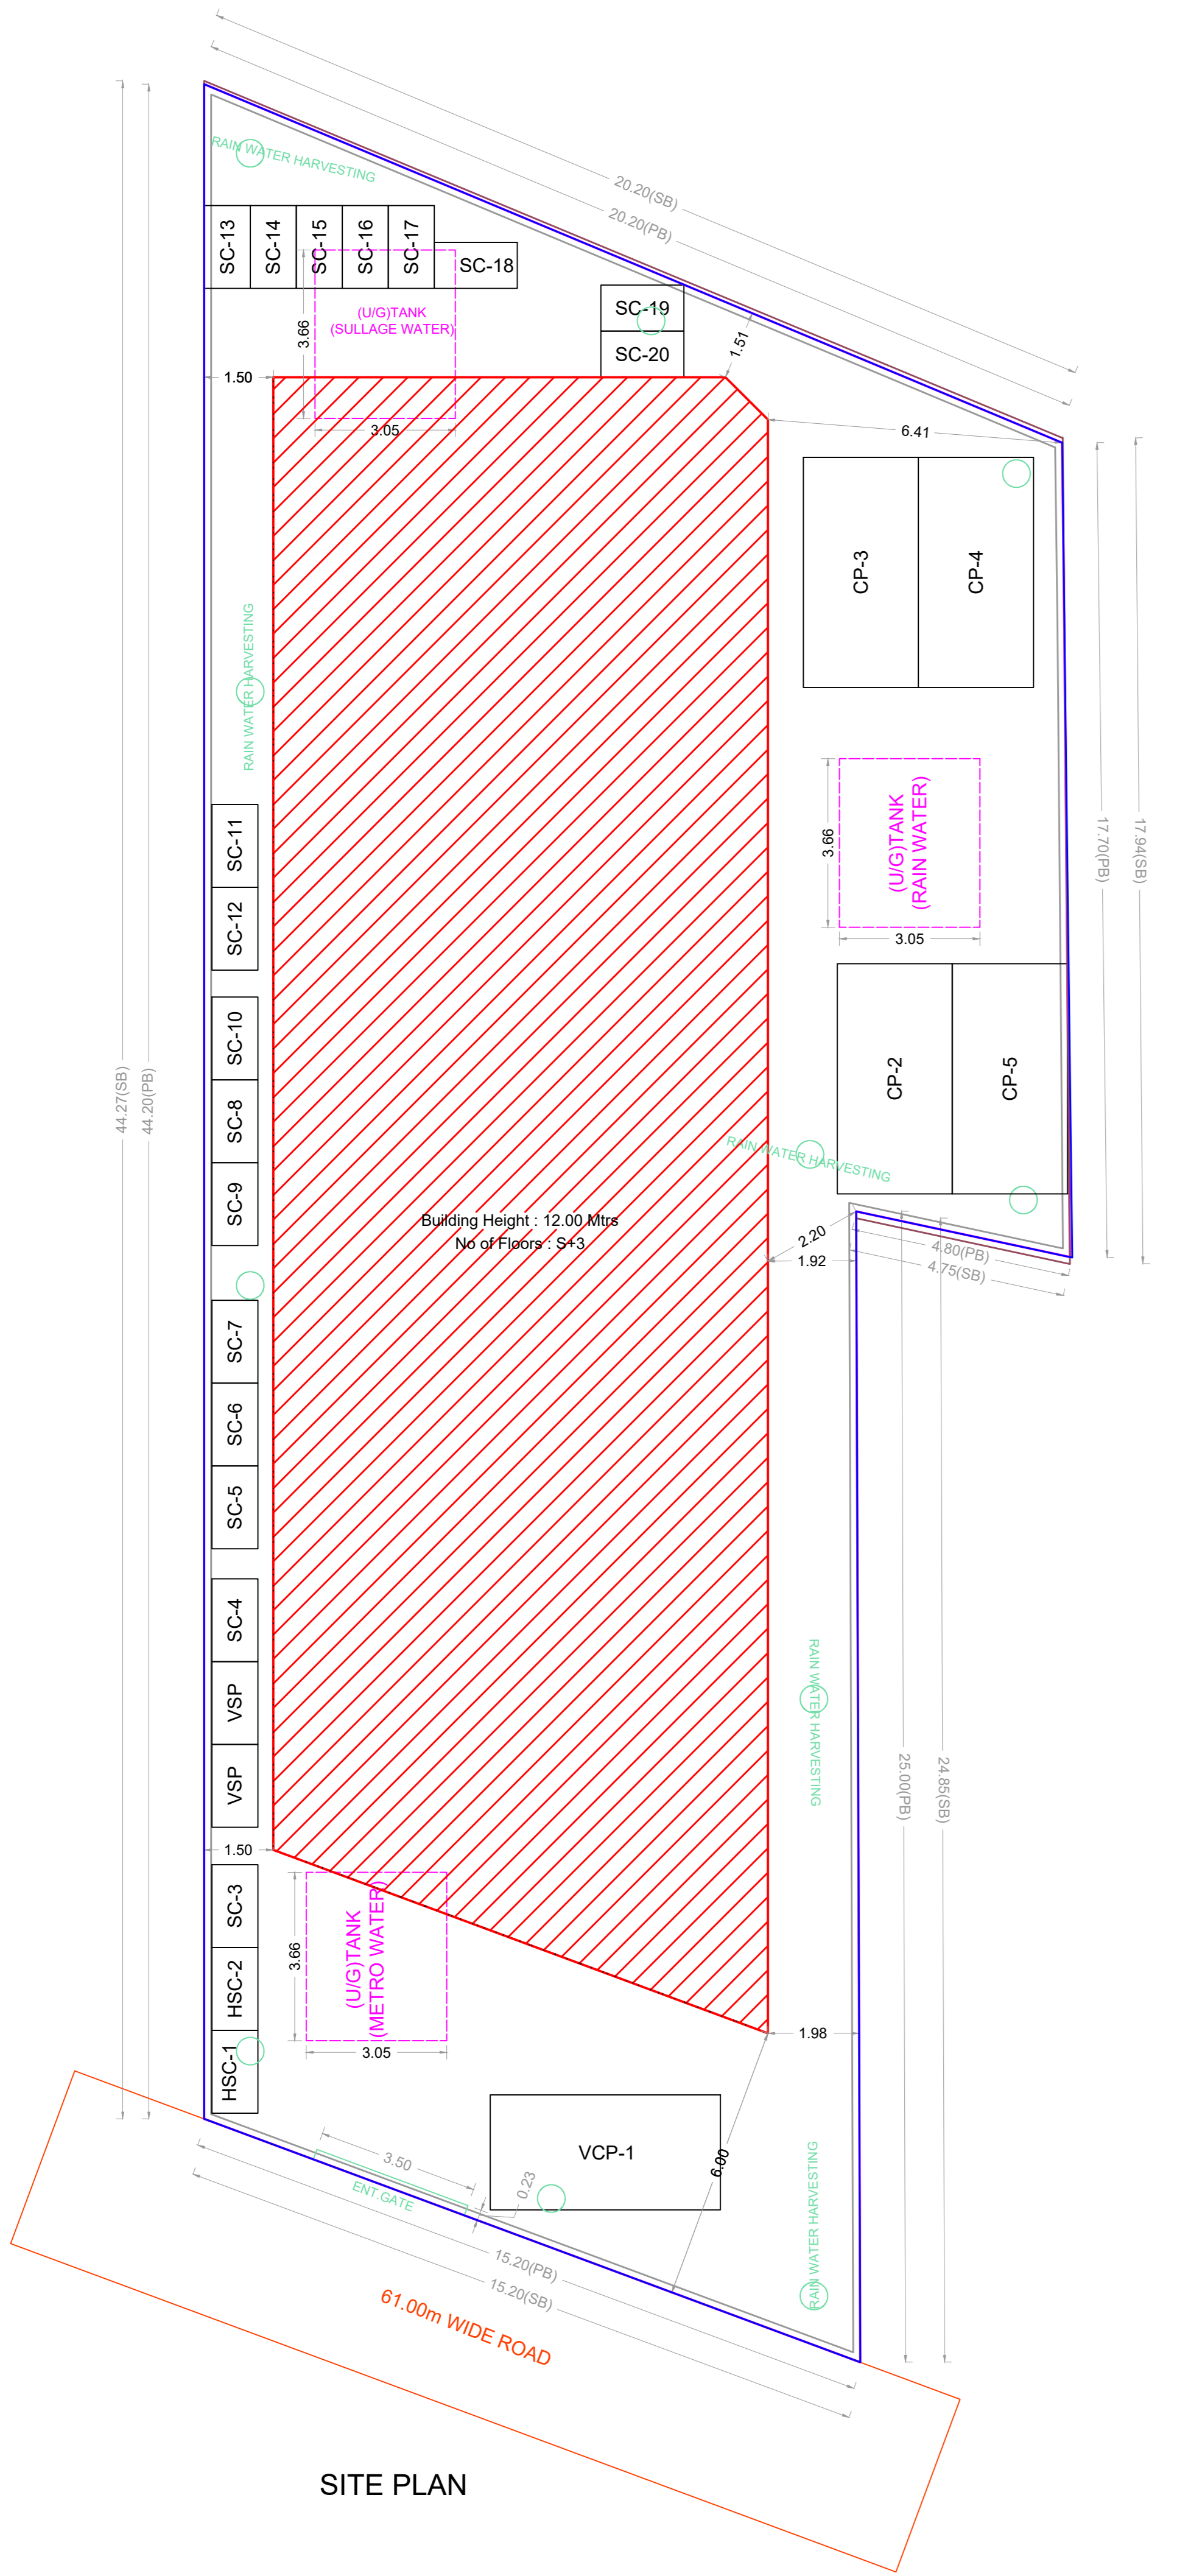 20.20(SB)
20.20(PB)
RAIN WATER HARVESTING
SC-13
SC-14
SC-15
SC-16
SC-17
SC-18
SC-19
SC-20
(U/G)TANK
(SULLAGE WATER)
3.66
3.05
1.51
1.50
6.41
CP-3
CP-4
RAIN WATER HARVESTING
SC-11
SC-12
3.66
(U/G)TANK
(RAIN WATER)
3.05
17.70(PB)
17.94(SB)
CP-2
CP-5
SC-10
SC-8
SC-9
44.27(SB)
44.20(PB)
RAIN WATER HARVESTING
Building Height : 12.00 Mtrs
No of Floors : S+3
2.20
1.92
4.80(PB)
4.75(SB)
SC-7
SC-6
SC-5
SC-4
VSP
VSP
RAIN WATER HARVESTING
25.00(PB)
24.85(SB)
1.50
SC-3
HSC-2
HSC-1
3.66
(U/G)TANK
(METRO WATER)
3.05
1.98
VCP-1
6.00
3.50
0.23
ENT.GATE
RAIN WATER HARVESTING
15.20(PB)
15.20(SB)
61.00m WIDE ROAD
SITE PLAN